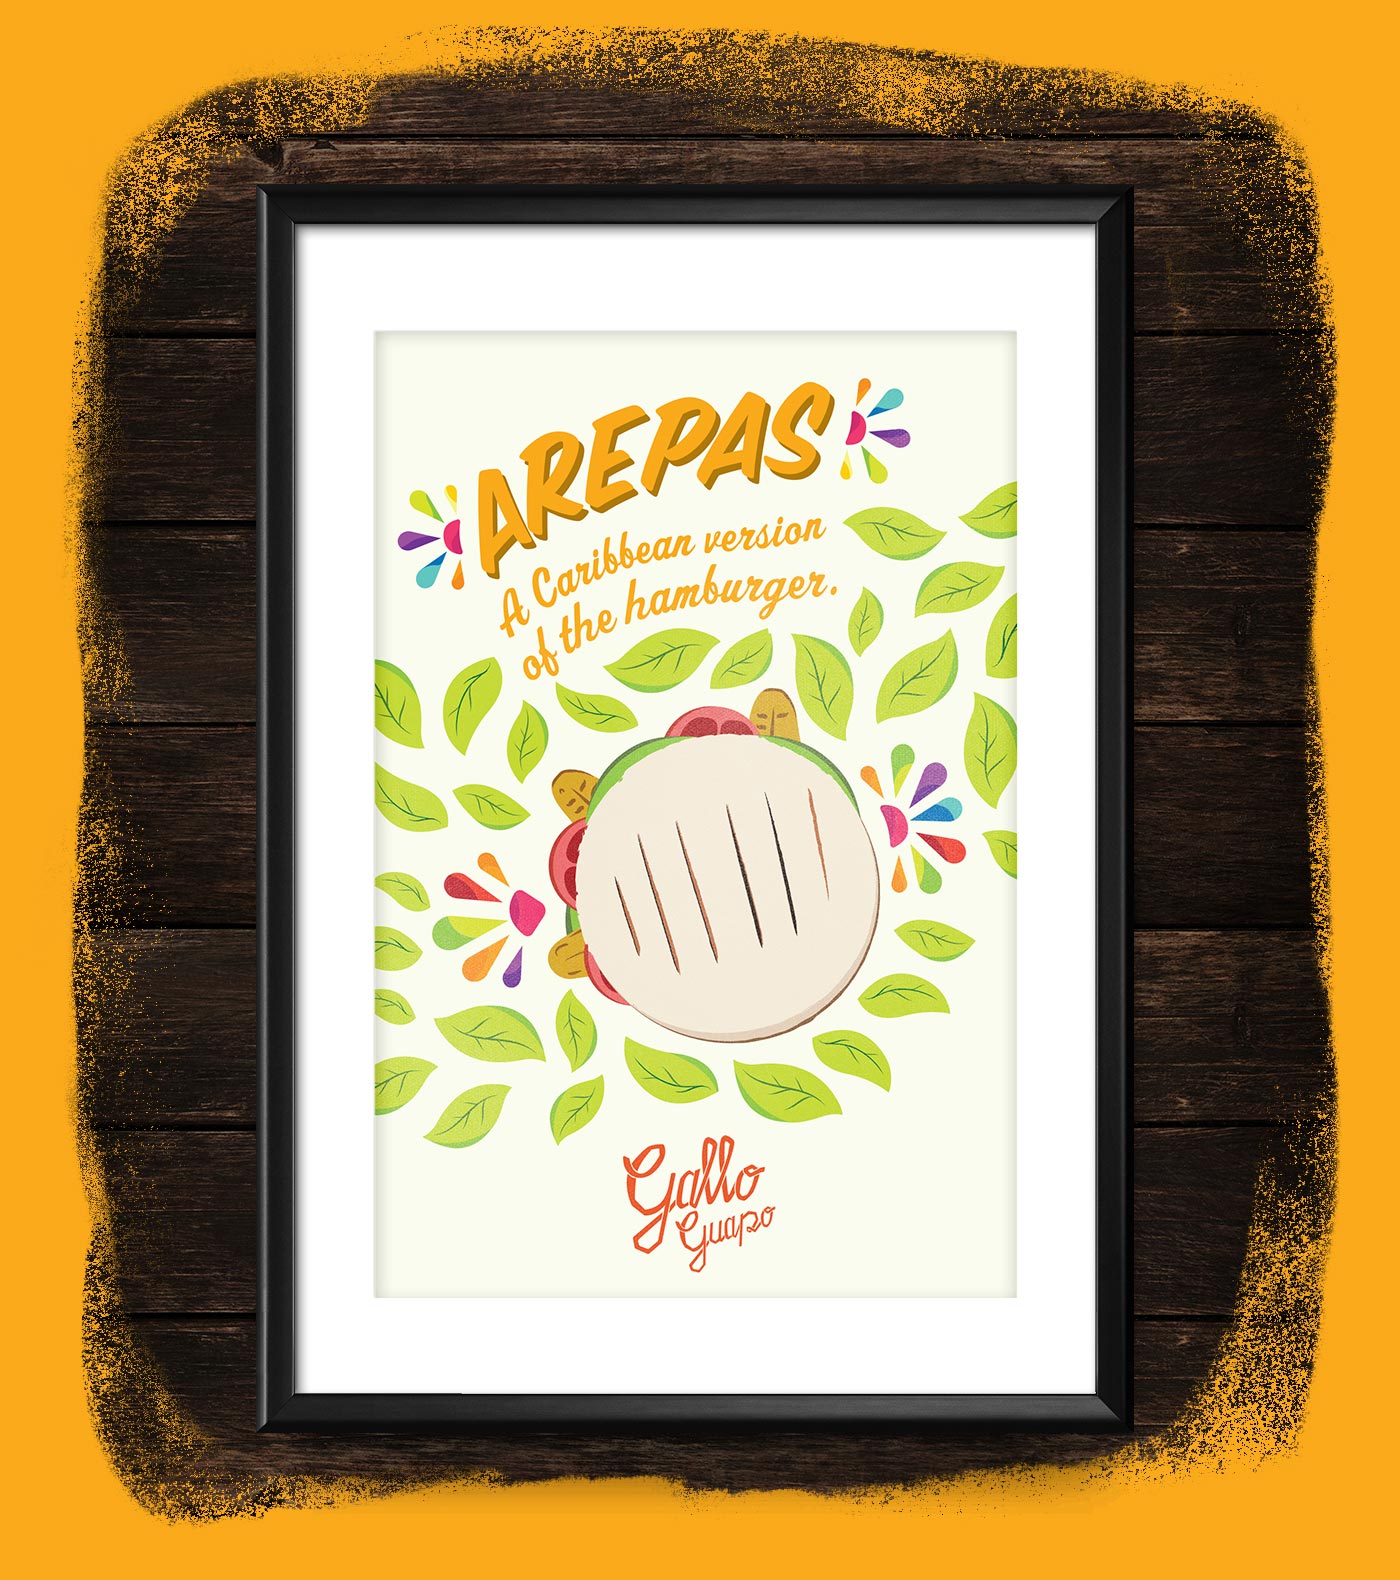 AREPAS
A Caribbean version
of the hamburger.
Gallo
Guapo